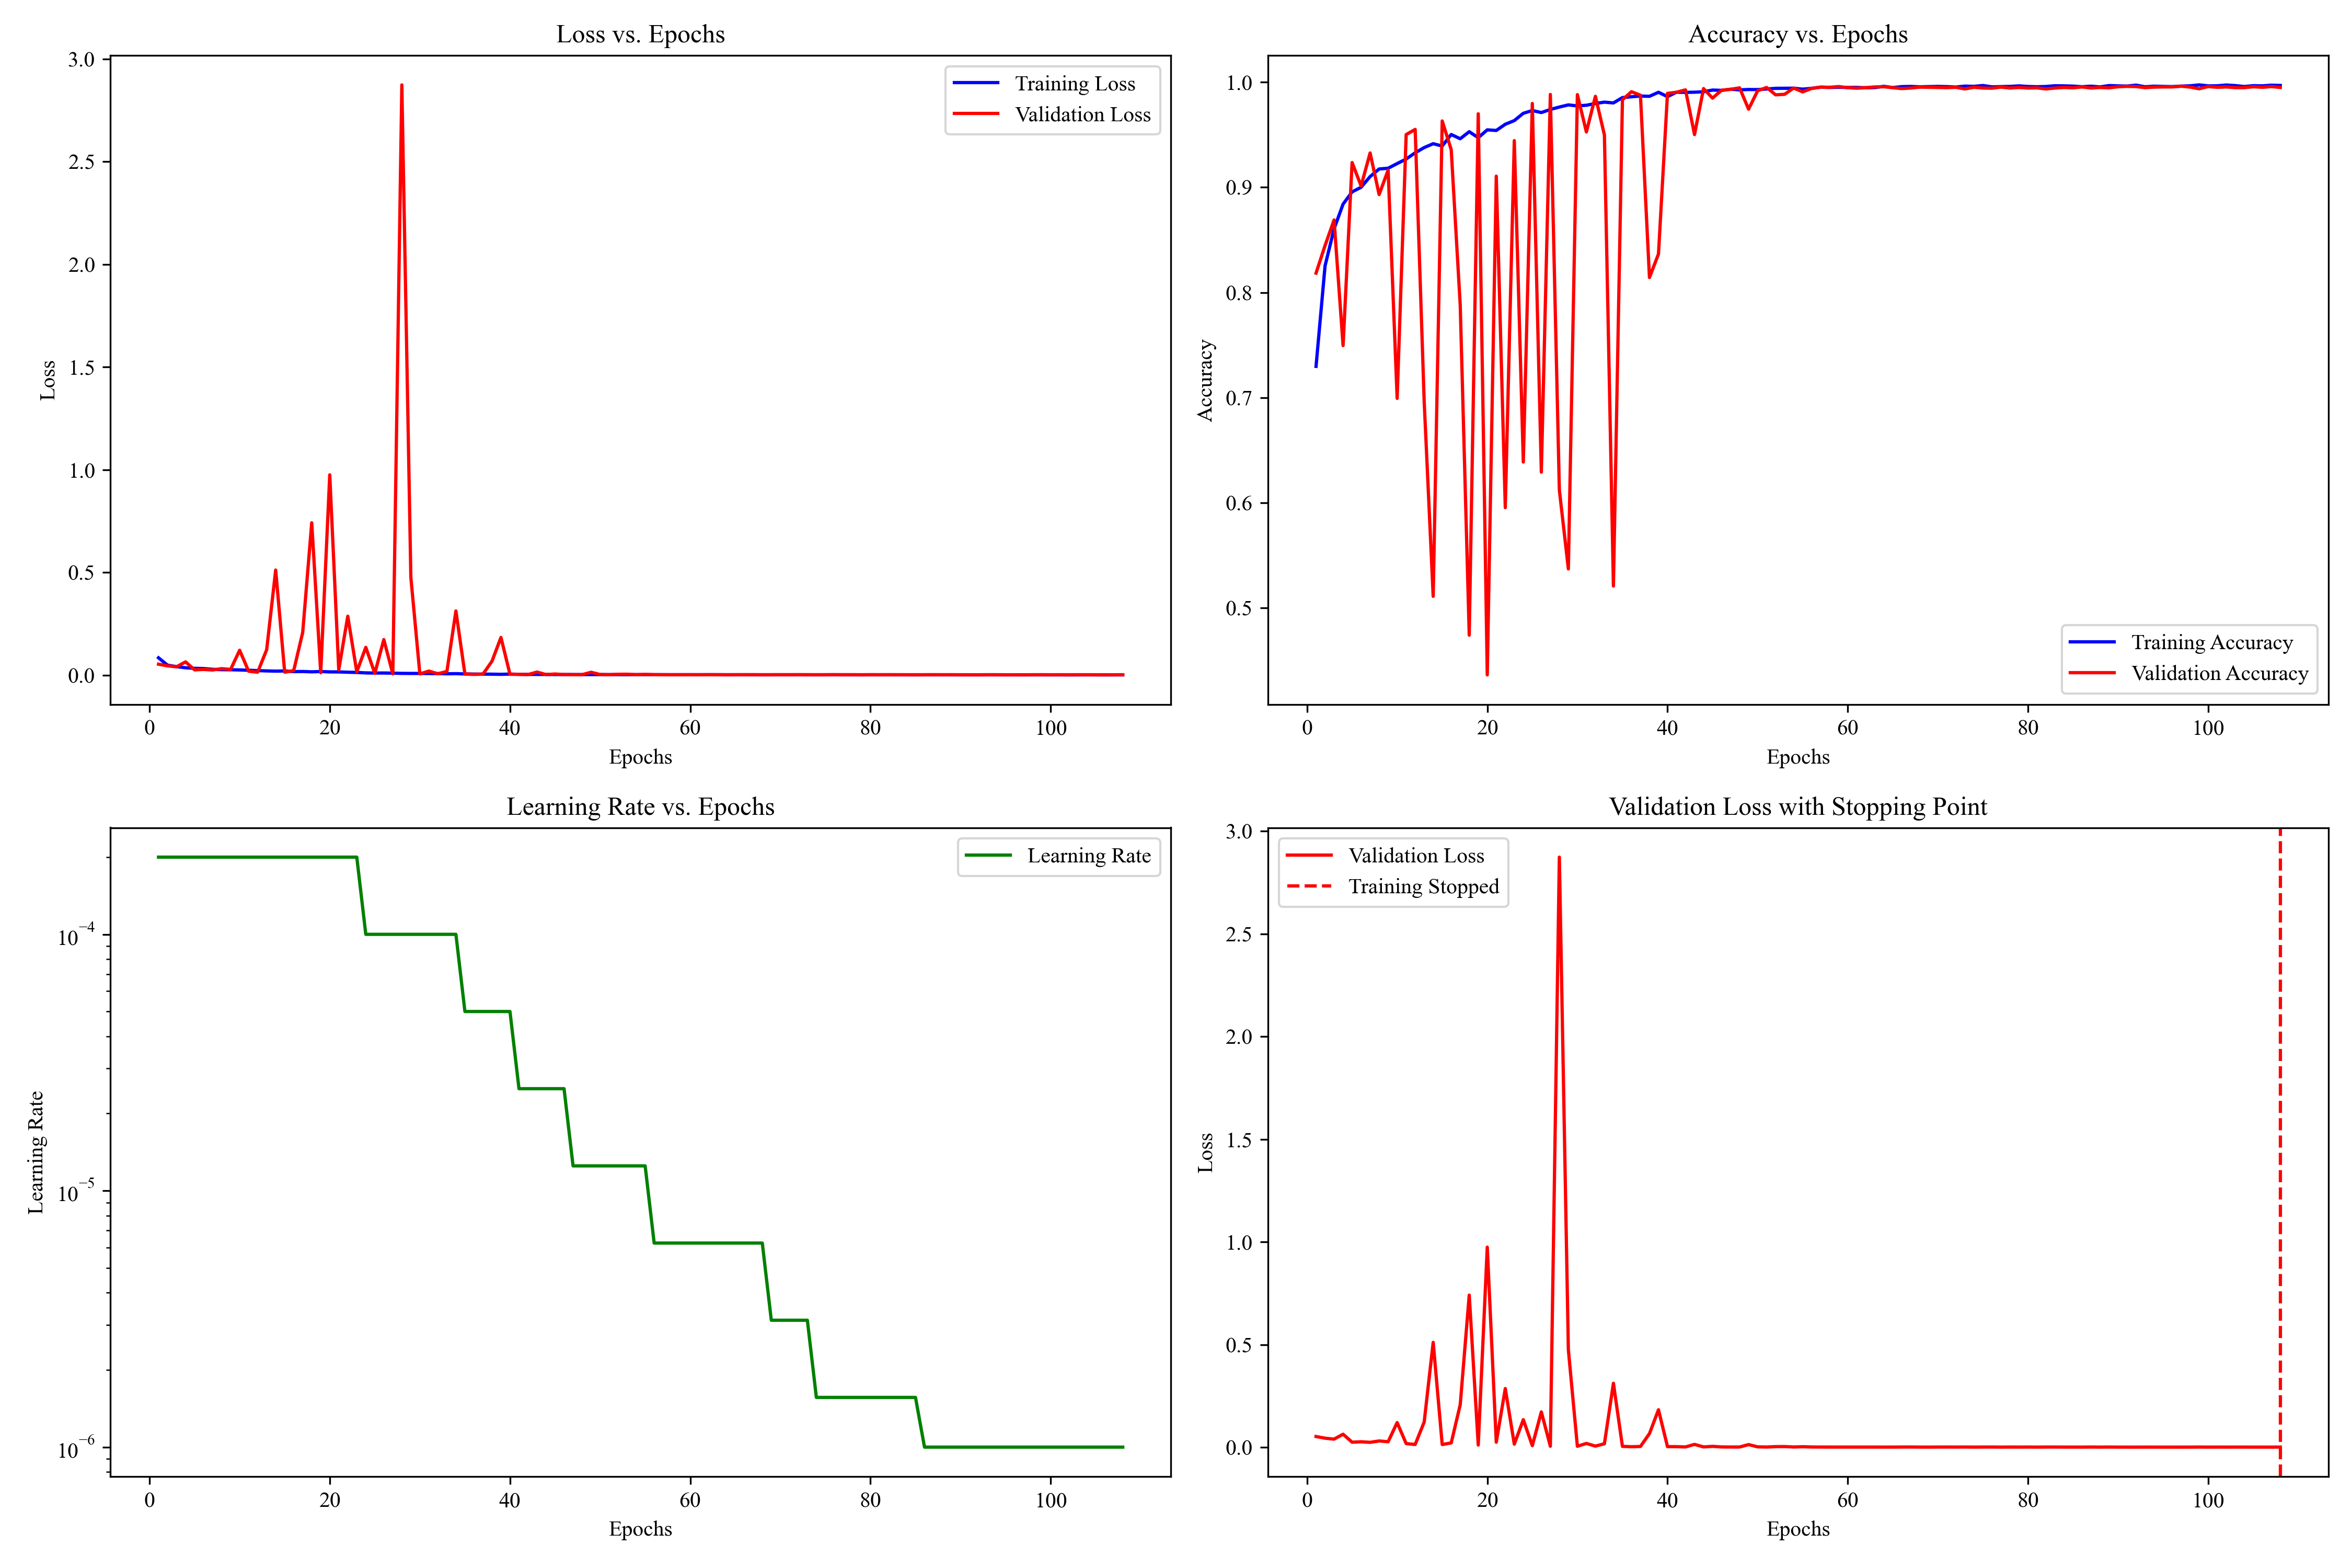 Loss vs. Epochs
3.0
2.5
2.0
1.5
1.0
0.5
0.0
Loss
Training Loss
Validation Loss
0 20 40 60 80 100
Epochs
Accuracy vs. Epochs
1.0
0.9
0.8
0.7
0.6
0.5
Accuracy
Training Accuracy
Validation Accuracy
0 20 40 60 80 100
Epochs
Learning Rate vs. Epochs
Learning Rate
10⁻⁴
10⁻⁵
10⁻⁶
Learning Rate
0 20 40 60 80 100
Epochs
Validation Loss with Stopping Point
3.0
2.5
2.0
1.5
1.0
0.5
0.0
Loss
Validation Loss
Training Stopped
0 20 40 60 80 100
Epochs